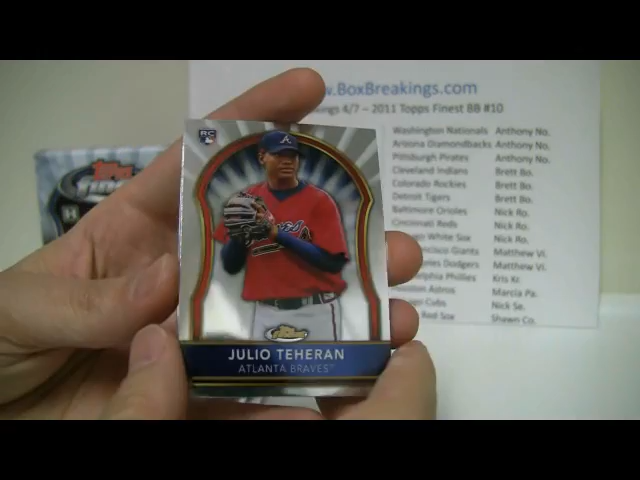 w.BoxBreakings.com
ings 4/7 - 2011 Topps Finest BB #10
Washington Nationals Anthony No.
Arizona Diamondbacks Anthony No.
Pittsburgh Pirates Anthony No.
Cleveland Indians Brett Bo.
Colorado Rockies Brett Bo.
Detroit Tigers Brett Bo.
Baltimore Orioles Nick Ro.
Cincinnati Reds Nick Ro.
White Sox Nick Ro.
Giants Matthew Vi.
Dodgers Matthew Vi.
Phillies Kris Kr.
Astros Marcia Pa.
Cubs Nick Se.
Red Sox Shawn Co.
RC
Topps
A
Topps
Finest
JULIO TEHERAN
ATLANTA BRAVES